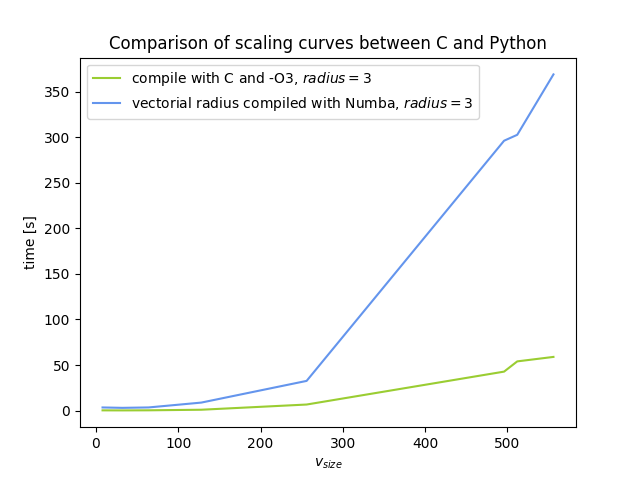 Comparison of scaling curves between C and Python
compile with C and -O3, radius = 3
vectorial radius compiled with Numba, radius = 3
time [s]
350
300
250
200
150
100
50
0
0 100 200 300 400 500
v_size